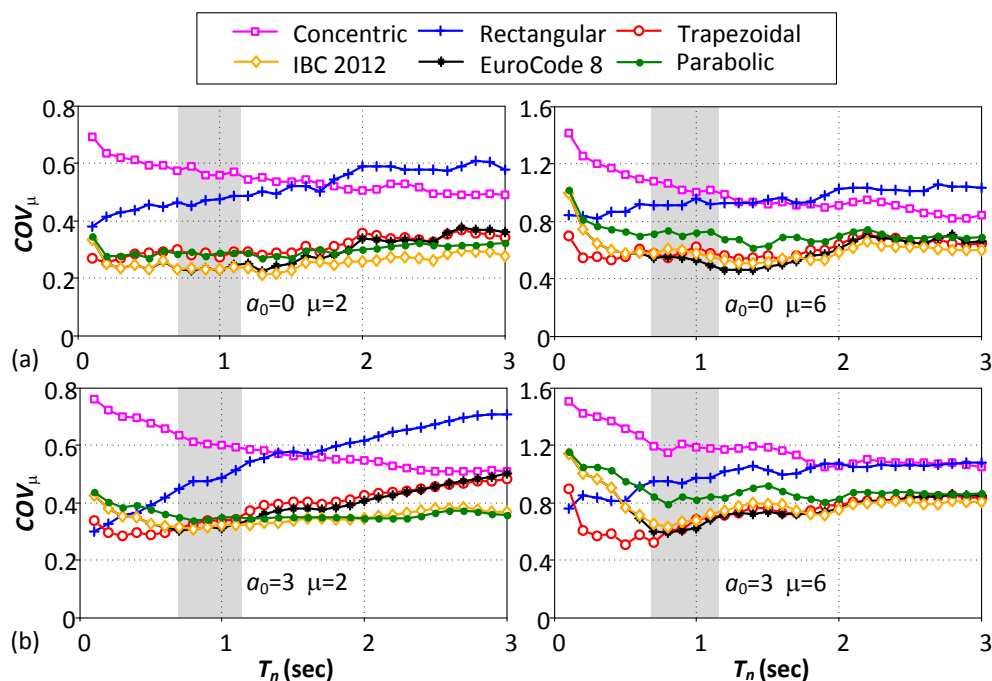 Concentric Rectangular Trapezoidal
IBC 2012 EuroCode 8 Parabolic
0.8 1.6
0.6 1.2
COVμ 0.4 0.8
0.2 0.4
a0=0 μ=2 a0=0 μ=6
0 0
(a) 0 1 2 3 0 1 2 3
0.8 1.6
0.6 1.2
COVμ 0.4 0.8
0.2 0.4
a0=3 μ=2 a0=3 μ=6
0 0
(b) 0 1 2 3 0 1 2 3
Tn (sec) Tn (sec)